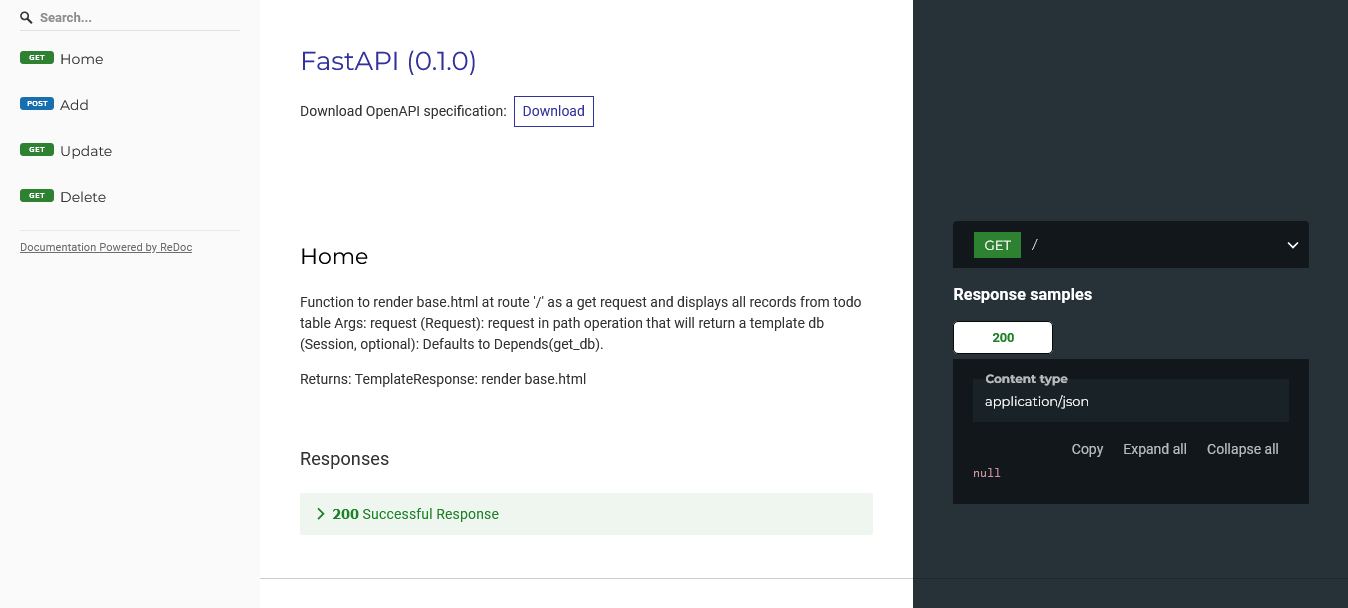 Search...
GET Home
POST Add
GET Update
GET Delete
Documentation Powered by ReDoc
FastAPI (0.1.0)
Download OpenAPI specification: Download
Home
Function to render base.html at route '/' as a get request and displays all records from todo
table Args: request (Request): request in path operation that will return a template db
(Session, optional): Defaults to Depends(get_db).
Returns: TemplateResponse: render base.html
Responses
200 Successful Response
GET /
Response samples
200
Content type
application/json
Copy Expand all Collapse all
null